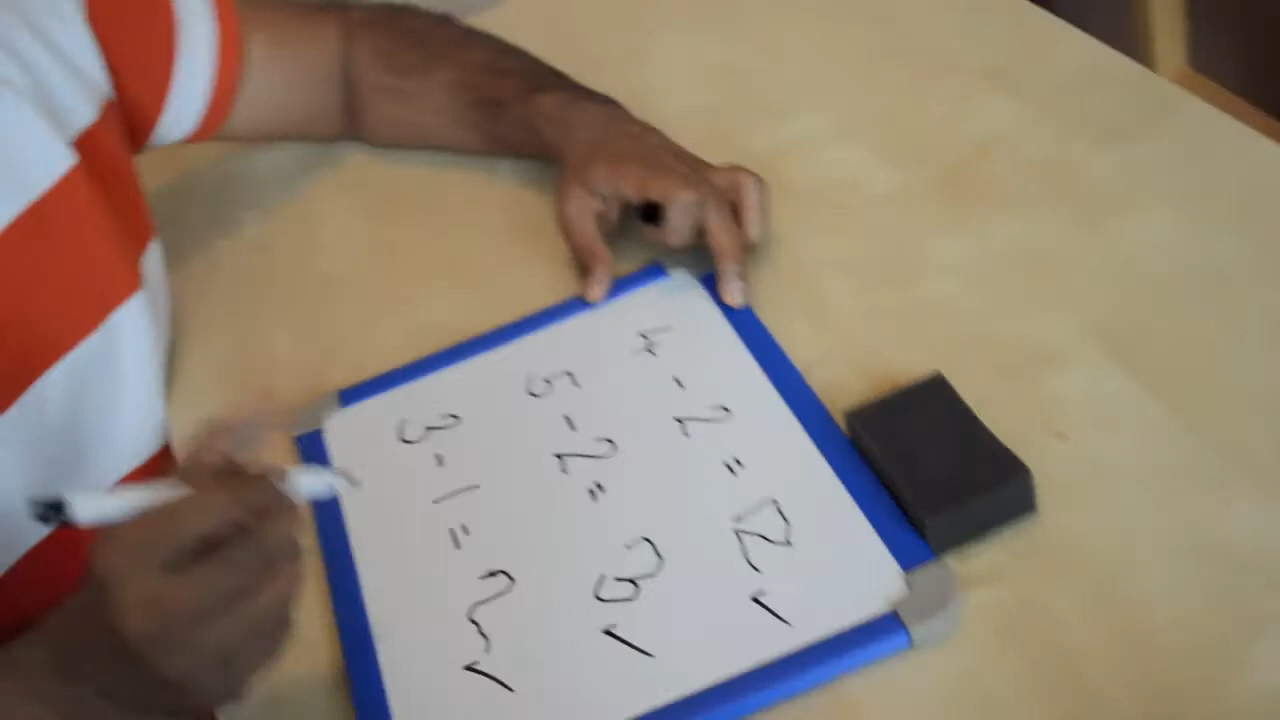 4 - 2 = 2 ✓
5 - 2 = 3 ✓
3 - 1 = 2 ✓